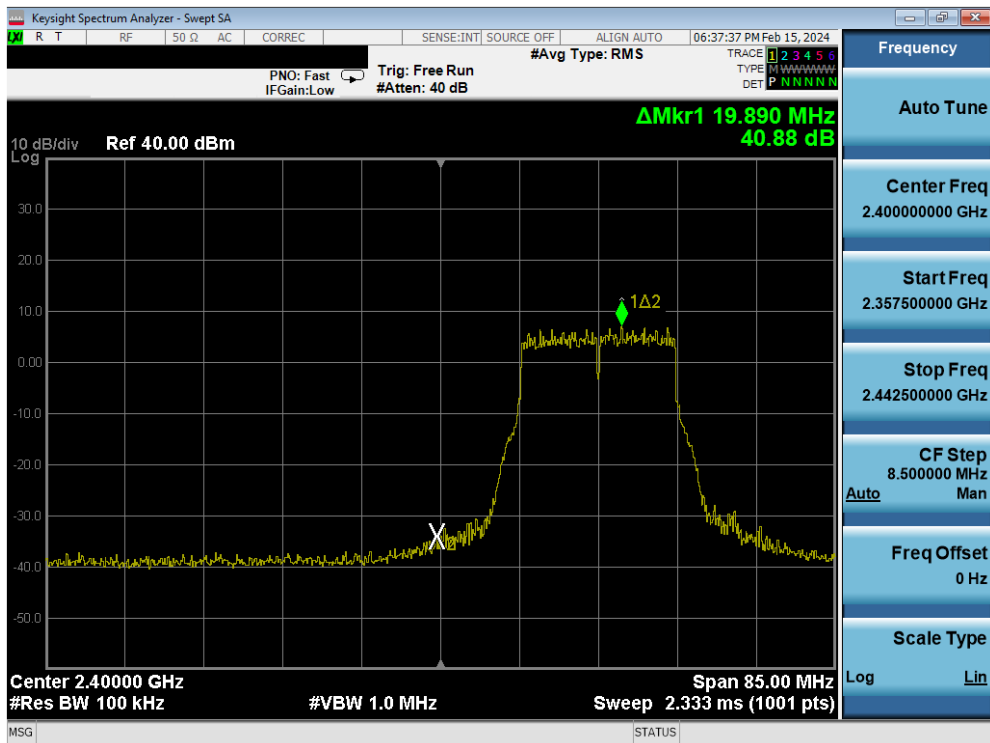 Keysight Spectrum Analyzer - Swept SA
LXI R T RF 50 Ω AC CORREC SENSE:INT SOURCE OFF ALIGN AUTO 06:37:37 PM Feb 15, 2024
PNO: Fast
IFGain:Low
Trig: Free Run
#Atten: 40 dB
#Avg Type: RMS
TRACE 1 2 3 4 5 6
TYPE M W W W W W
DET P N N N N N
ΔMkr1 19.890 MHz
40.88 dB
10 dB/div Ref 40.00 dBm
Log
30.0
20.0
10.0
0.00
-10.0
-20.0
-30.0
-40.0
-50.0
1Δ2
X2
Center 2.40000 GHz Span 85.00 MHz
#Res BW 100 kHz #VBW 1.0 MHz Sweep 2.333 ms (1001 pts)
MSG STATUS
Frequency
Auto Tune
Center Freq
2.400000000 GHz
Start Freq
2.357500000 GHz
Stop Freq
2.442500000 GHz
CF Step
8.500000 MHz
Auto Man
Freq Offset
0 Hz
Scale Type
Log Lin